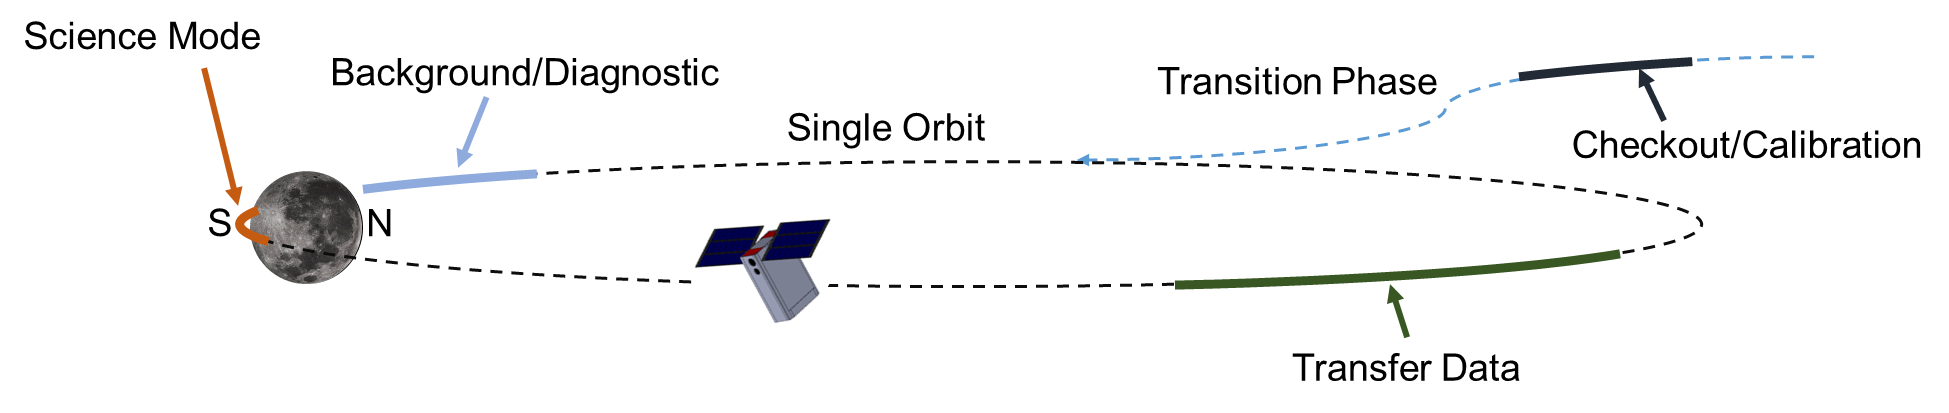 Science Mode
Background/Diagnostic
Single Orbit
Transition Phase
Checkout/Calibration
S
N
Transfer Data